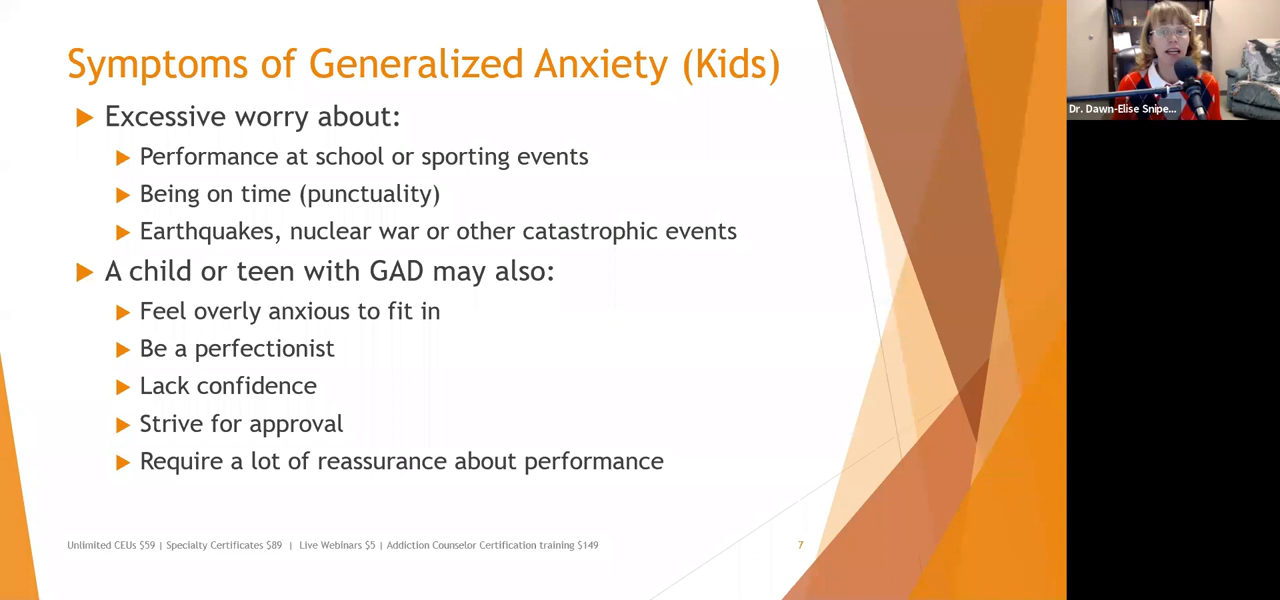 Symptoms of Generalized Anxiety (Kids)
Excessive worry about:
Performance at school or sporting events
Being on time (punctuality)
Earthquakes, nuclear war or other catastrophic events
A child or teen with GAD may also:
Feel overly anxious to fit in
Be a perfectionist
Lack confidence
Strive for approval
Require a lot of reassurance about performance
Unlimited CEUs $59 | Specialty Certificates $89 | Live Webinars $5 | Addiction Counselor Certification training $149
7
Dr. Dawn-Elise Snipe...